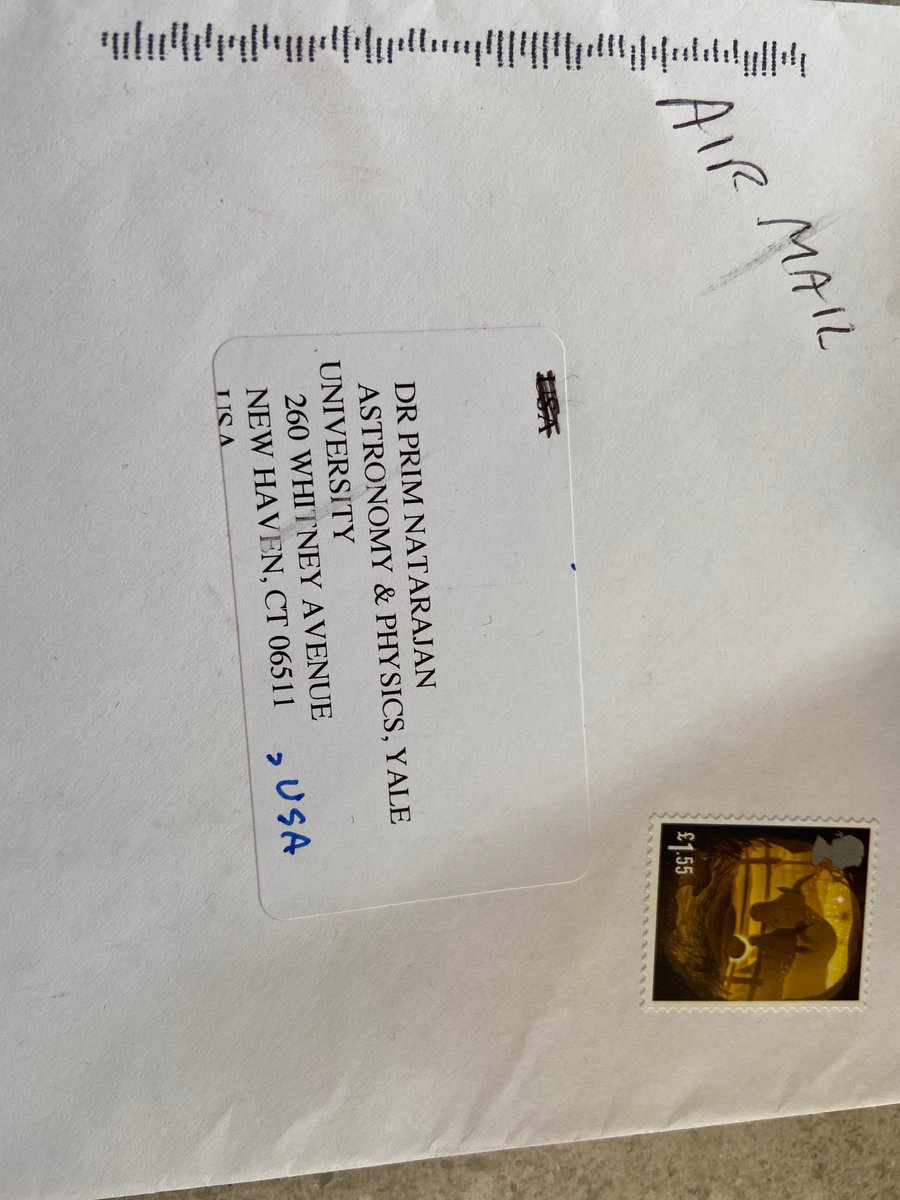 AIR MAIL
£1.55
USA
DR PRIM NATARAJAN
ASTRONOMY & PHYSICS, YALE
UNIVERSITY
260 WHITNEY AVENUE
NEW HAVEN, CT 06511 , USA
USA